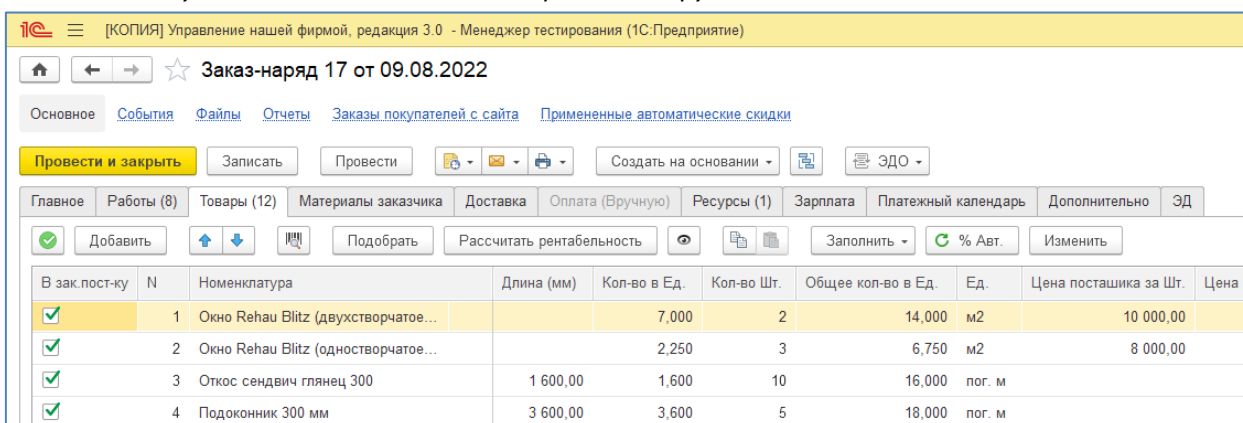 [КОПИЯ] Управление нашей фирмой, редакция 3.0 - Менеджер тестирования (1С:Предприятие)
Заказ-наряд 17 от 09.08.2022
Основное События Файлы Отчеты Заказы покупателей с сайта Примененные автоматические скидки
Провести и закрыть Записать Провести Создать на основании ЭДО
Главное Работы (8) Товары (12) Материалы заказчика Доставка Оплата (Вручную) Ресурсы (1) Зарплата Платежный календарь Дополнительно ЭД
Добавить Подобрать Рассчитать рентабельность Заполнить % Авт. Изменить
В зак.пост-ку N Номенклатура Длина (мм) Кол-во в Ед. Кол-во Шт. Общее кол-во в Ед. Ед. Цена посташика за Шт. Цена
1 Окно Rehau Blitz (двухстворчатое... 7,000 2 14,000 м2 10 000,00
2 Окно Rehau Blitz (одностворчатое... 2,250 3 6,750 м2 8 000,00
3 Откос сендвич глянец 300 1 600,00 1,600 10 16,000 пог. м
4 Подоконник 300 мм 3 600,00 3,600 5 18,000 пог. м